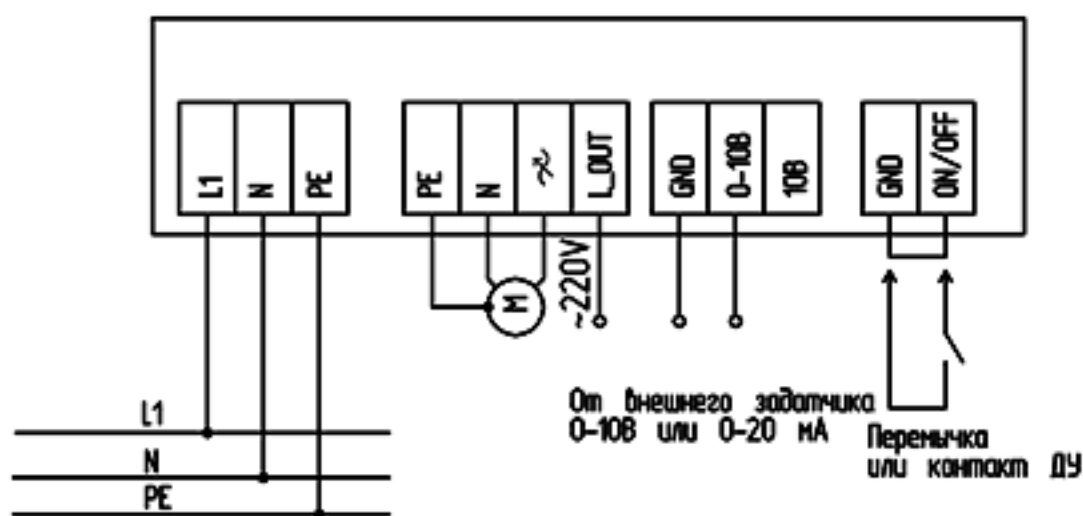 L1
N
PE
PE
N
L_OUT
GND
0-10В
10В
GND
ON/OFF
M
~220V
От внешнего задатчика
0-10В или 0-20 мА
Перемычка
или контакт ДУ
L1
N
PE